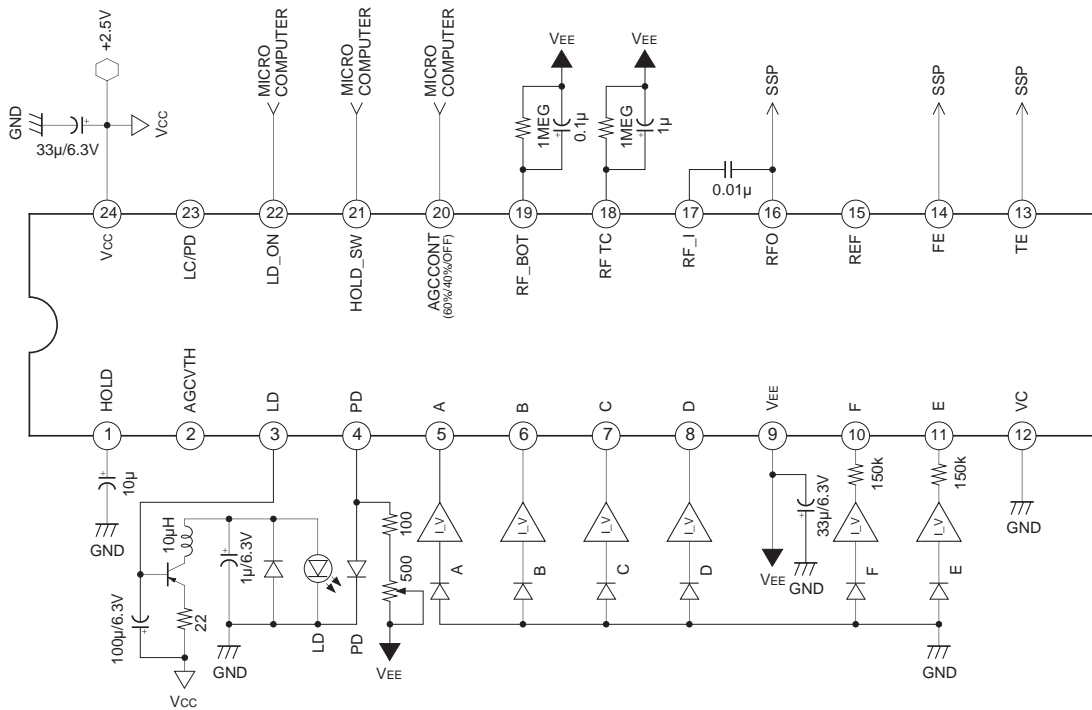 GND
33µ/6.3V
+2.5V
VCC
MICRO
COMPUTER
MICRO
COMPUTER
MICRO
COMPUTER
1MEG
0.1µ
VEE
1MEG
1µ
VEE
0.01µ
SSP
SSP
SSP
24
23
22
21
20
19
18
17
16
15
14
13
VCC
LC/PD
LD_ON
HOLD_SW
AGCCONT
(60%/40%/OFF)
RF_BOT
RF TC
RF_I
RFO
REF
FE
TE
HOLD
AGCVTH
LD
PD
A
B
C
D
VEE
F
E
VC
1
2
3
4
5
6
7
8
9
10
11
12
10µ
GND
10µH
100µ/6.3V
22
VCC
1µ/6.3V
GND
LD
PD
100
500
VEE
I_V
I_V
I_V
I_V
I_V
I_V
A
B
C
D
F
E
VEE
33µ/6.3V
GND
150k
150k
GND
GND